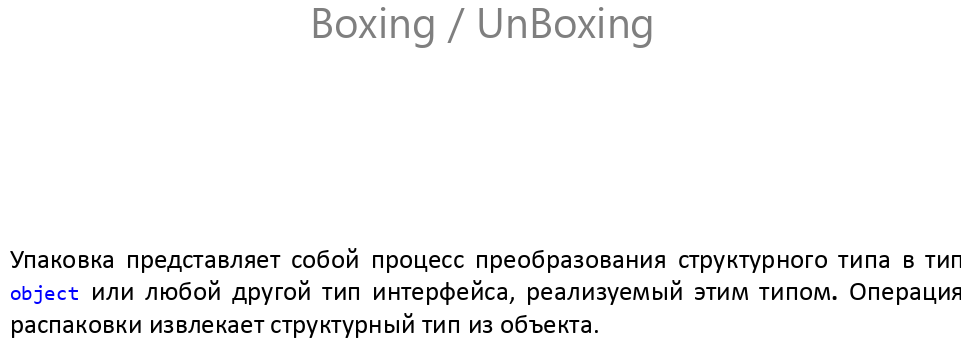 Boxing / UnBoxing
Упаковка представляет собой процесс преобразования структурного типа в тип
object или любой другой тип интерфейса, реализуемый этим типом. Операция
распаковки извлекает структурный тип из объекта.